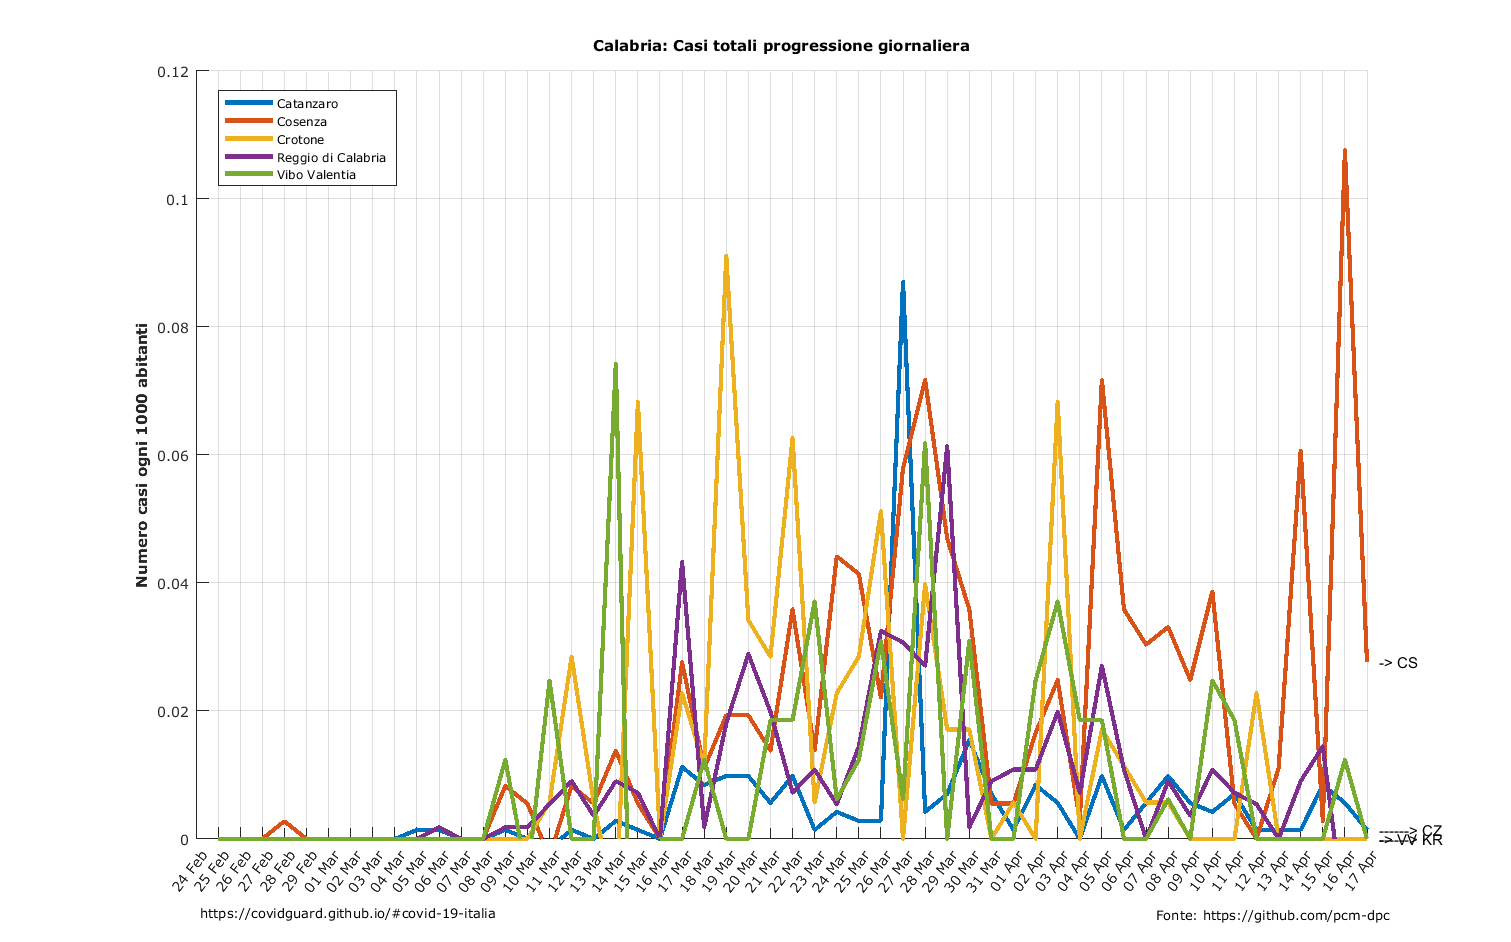 Calabria: Casi totali progressione giornaliera
Numero casi ogni 1000 abitanti
0.12
0.1
0.08
0.06
0.04
0.02
0
Catanzaro
Cosenza
Crotone
Reggio di Calabria
Vibo Valentia
-> CS
------> CZ
-> VV KR
24 Feb
25 Feb
26 Feb
27 Feb
28 Feb
29 Feb
01 Mar
02 Mar
03 Mar
04 Mar
05 Mar
06 Mar
07 Mar
08 Mar
09 Mar
10 Mar
11 Mar
12 Mar
13 Mar
14 Mar
15 Mar
16 Mar
17 Mar
18 Mar
19 Mar
20 Mar
21 Mar
22 Mar
23 Mar
24 Mar
25 Mar
26 Mar
27 Mar
28 Mar
29 Mar
30 Mar
31 Mar
01 Apr
02 Apr
03 Apr
04 Apr
05 Apr
06 Apr
07 Apr
08 Apr
09 Apr
10 Apr
11 Apr
12 Apr
13 Apr
14 Apr
15 Apr
16 Apr
17 Apr
https://covidguard.github.io/#covid-19-italia
Fonte: https://github.com/pcm-dpc